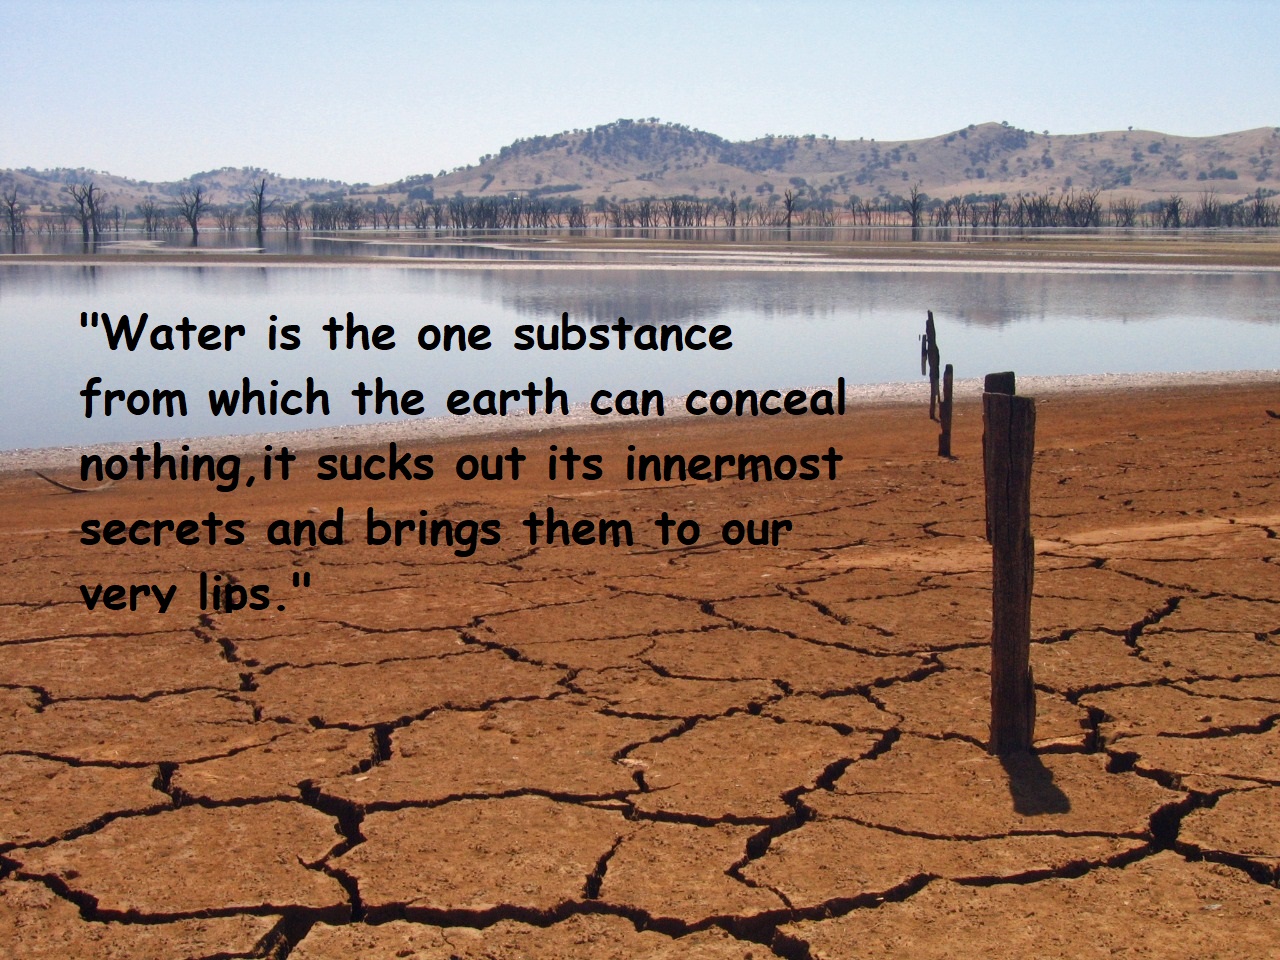 "Water is the one substance
from which the earth can conceal
nothing,it sucks out its innermost
secrets and brings them to our
very lips."